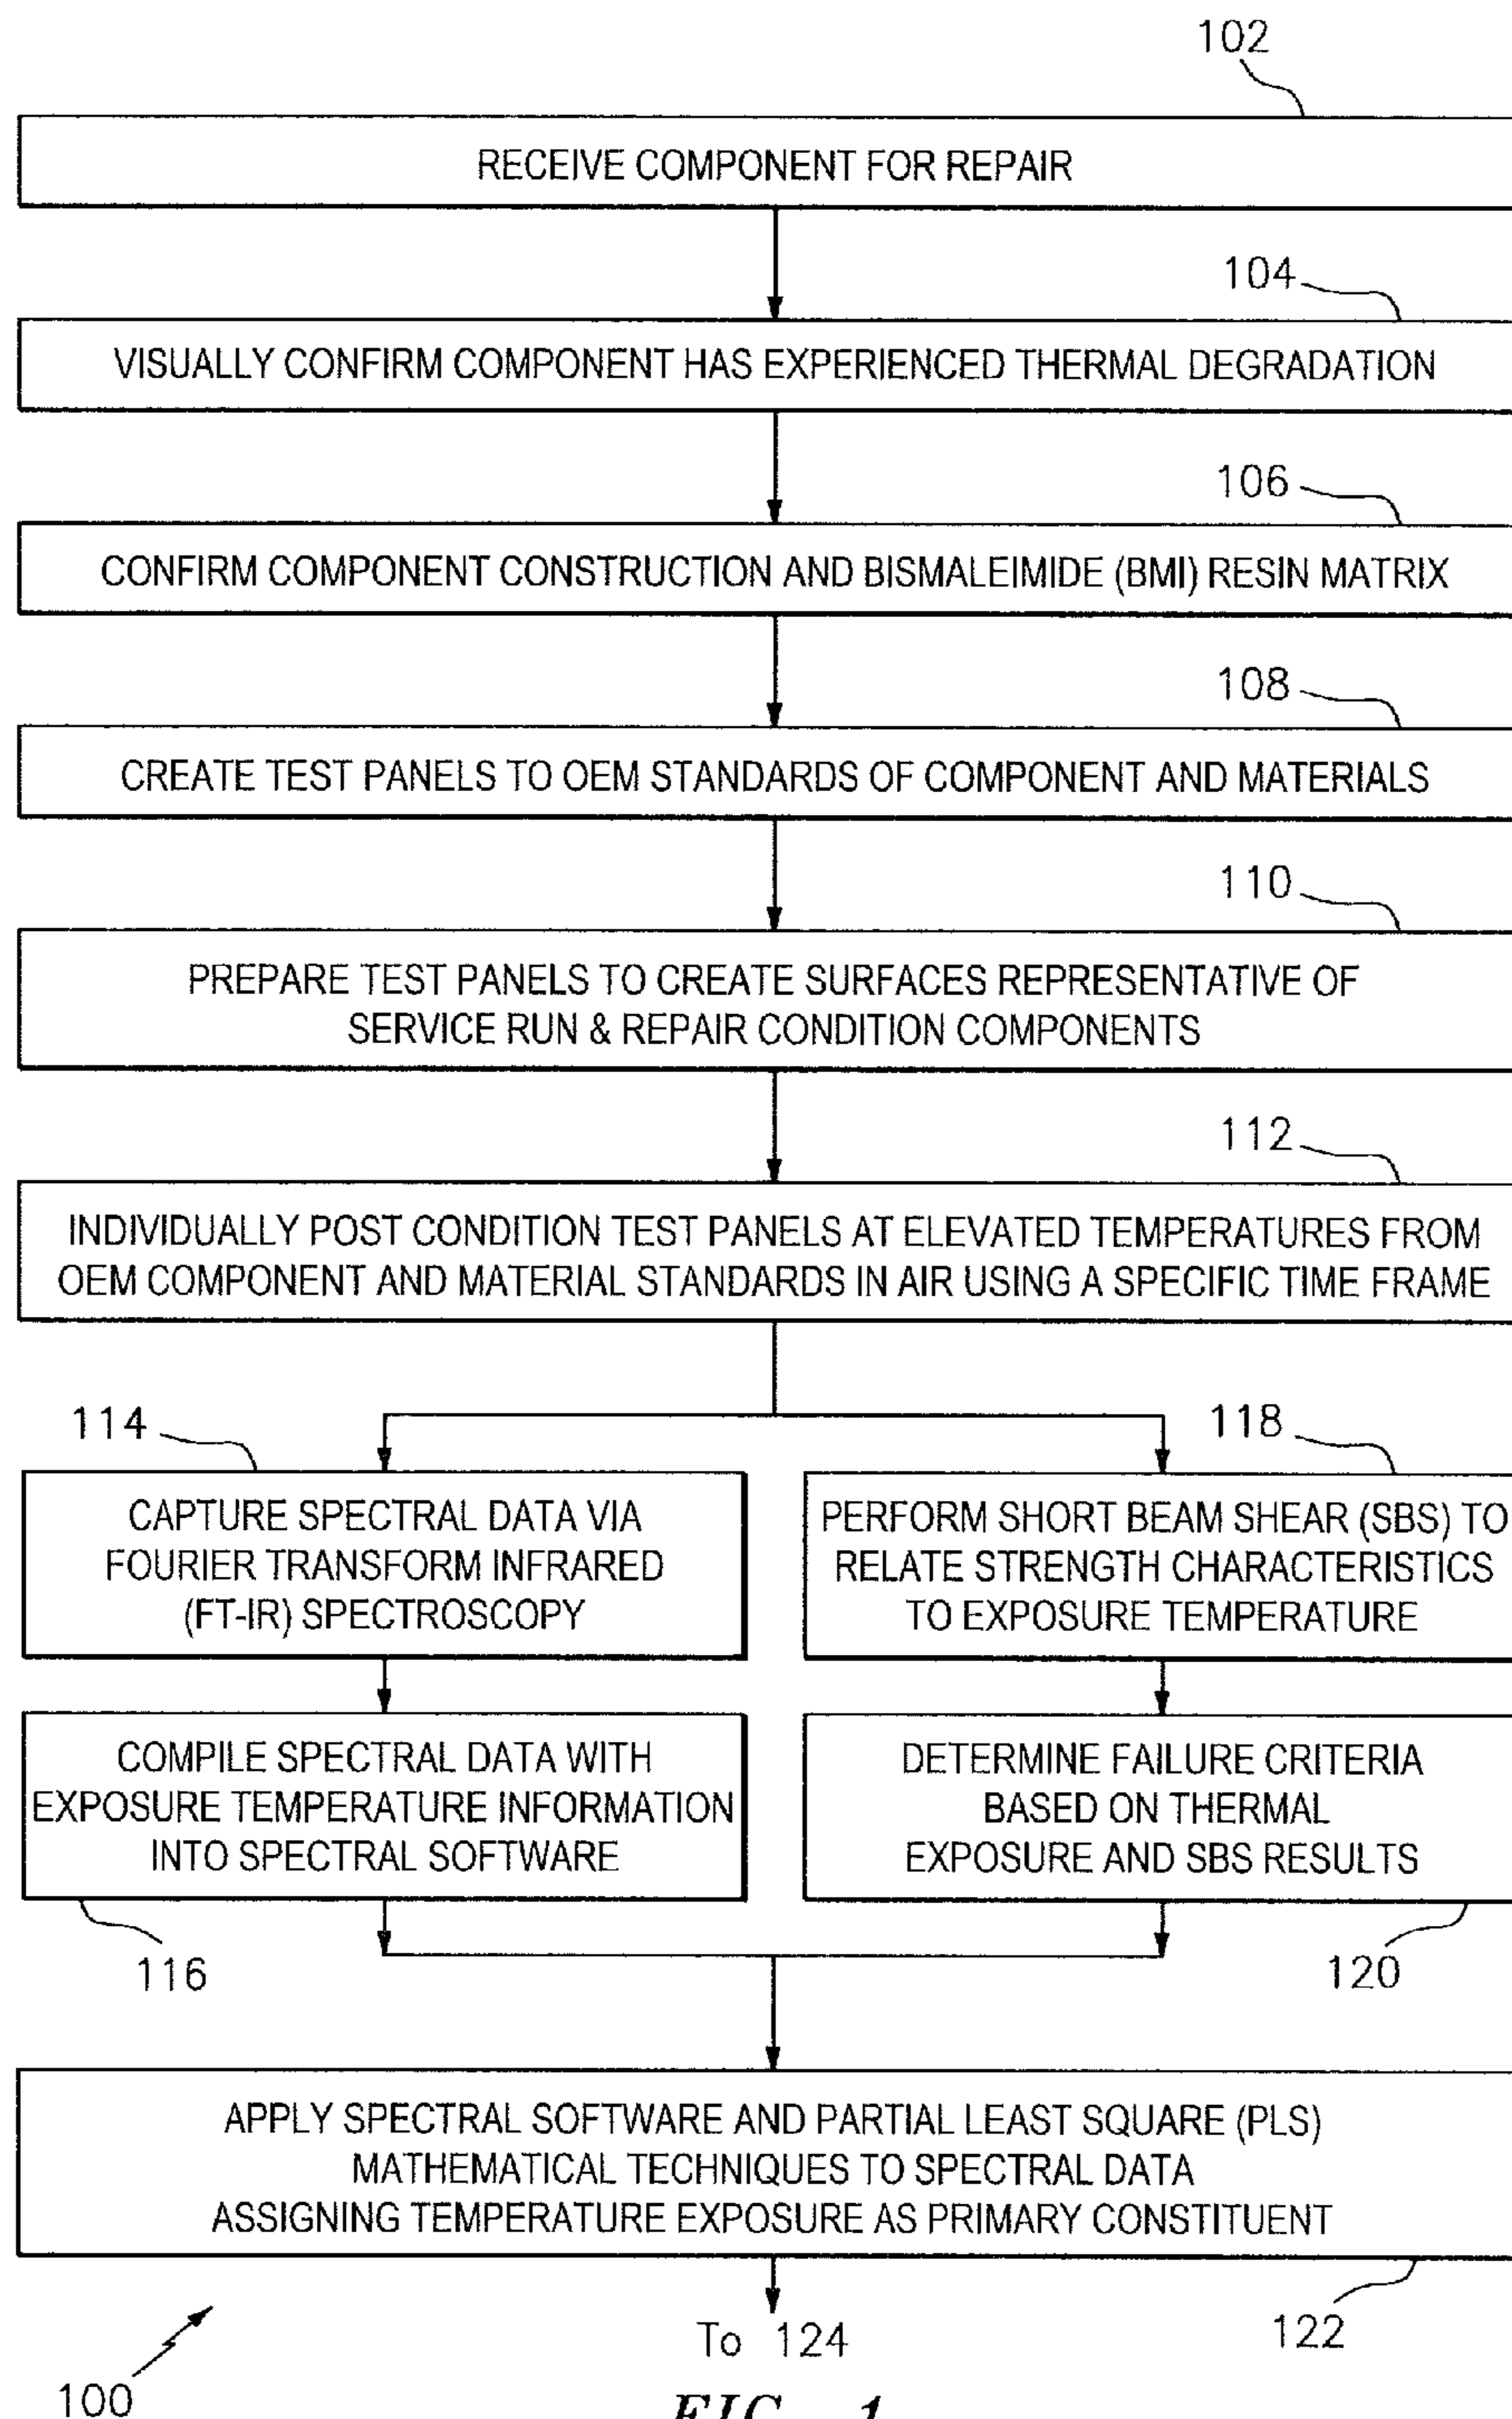 102
RECEIVE COMPONENT FOR REPAIR
104
VISUALLY CONFIRM COMPONENT HAS EXPERIENCED THERMAL DEGRADATION
106
CONFIRM COMPONENT CONSTRUCTION AND BISMALEIMIDE (BMI) RESIN MATRIX
108
CREATE TEST PANELS TO OEM STANDARDS OF COMPONENT AND MATERIALS
110
PREPARE TEST PANELS TO CREATE SURFACES REPRESENTATIVE OF
SERVICE RUN & REPAIR CONDITION COMPONENTS
112
INDIVIDUALLY POST CONDITION TEST PANELS AT ELEVATED TEMPERATURES FROM
OEM COMPONENT AND MATERIAL STANDARDS IN AIR USING A SPECIFIC TIME FRAME
114
CAPTURE SPECTRAL DATA VIA
FOURIER TRANSFORM INFRARED
(FT-IR) SPECTROSCOPY
COMPILE SPECTRAL DATA WITH
EXPOSURE TEMPERATURE INFORMATION
INTO SPECTRAL SOFTWARE
116
118
PERFORM SHORT BEAM SHEAR (SBS) TO
RELATE STRENGTH CHARACTERISTICS
TO EXPOSURE TEMPERATURE
DETERMINE FAILURE CRITERIA
BASED ON THERMAL
EXPOSURE AND SBS RESULTS
120
APPLY SPECTRAL SOFTWARE AND PARTIAL LEAST SQUARE (PLS)
MATHEMATICAL TECHNIQUES TO SPECTRAL DATA
ASSIGNING TEMPERATURE EXPOSURE AS PRIMARY CONSTITUENT
122
To 124
100
FIG. 1